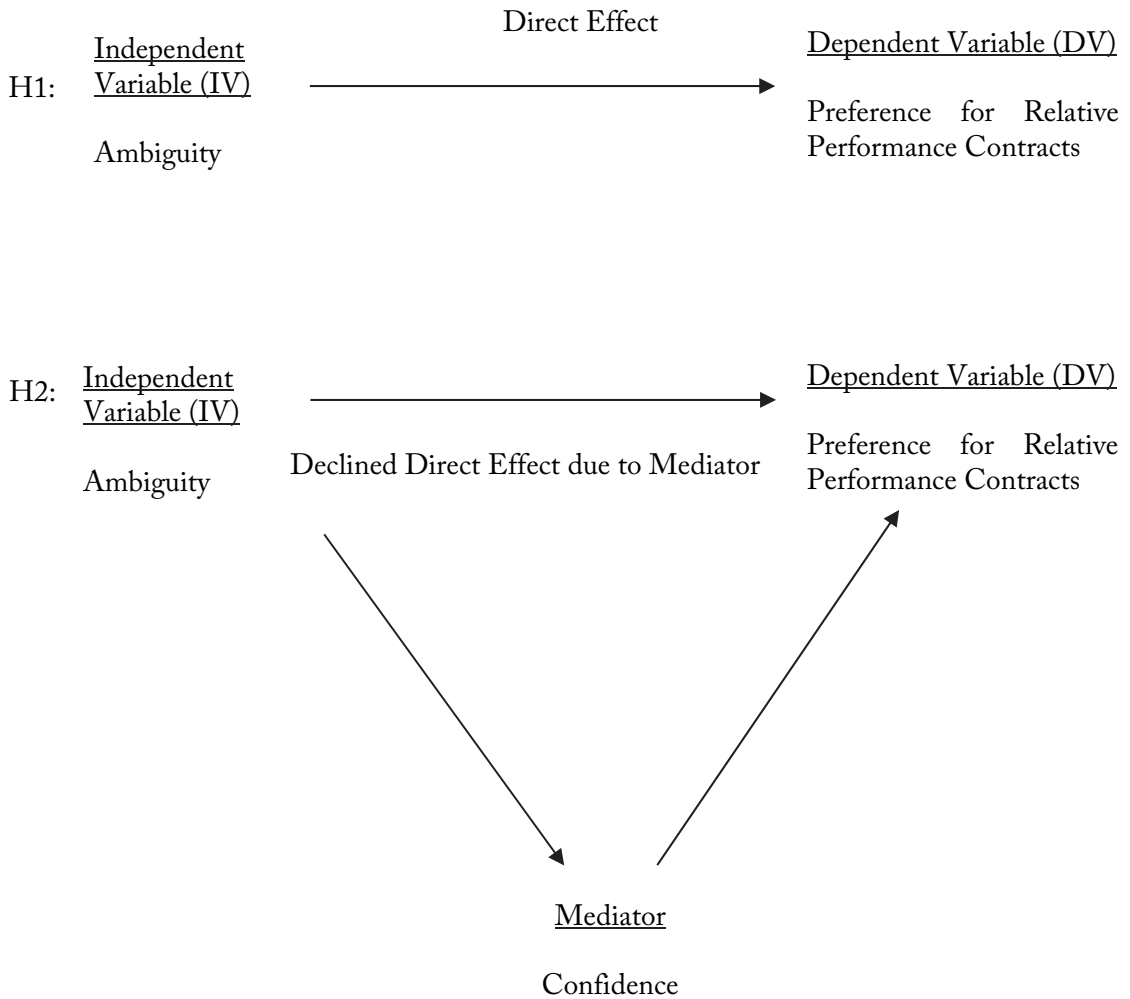 Direct Effect
H1:
Independent
Variable (IV)
Ambiguity
Dependent Variable (DV)
Preference for Relative
Performance Contracts
H2:
Independent
Variable (IV)
Ambiguity
Declined Direct Effect due to Mediator
Dependent Variable (DV)
Preference for Relative
Performance Contracts
Mediator
Confidence